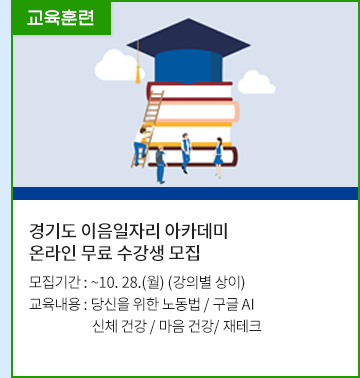 교육훈련
경기도 이음일자리 아카데미
온라인 무료 수강생 모집
모집기간 : ~10. 28.(월) (강의별 상이)
교육내용 : 당신을 위한 노동법 / 구글 AI
신체 건강 / 마음 건강/ 재테크